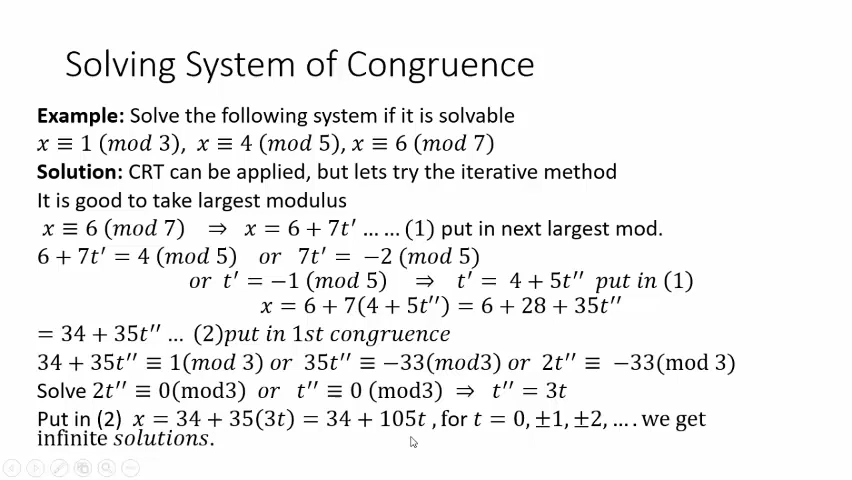 Solving System of Congruence
Example: Solve the following system if it is solvable
x ≡ 1 (mod 3), x ≡ 4 (mod 5), x ≡ 6 (mod 7)
Solution: CRT can be applied, but lets try the iterative method
It is good to take largest modulus
x ≡ 6 (mod 7) ⇒ x = 6 + 7t′ … … (1) put in next largest mod.
6 + 7t′ = 4 (mod 5) or 7t′ = −2 (mod 5)
or t′ = −1 (mod 5) ⇒ t′ = 4 + 5t′′ put in (1)
x = 6 + 7(4 + 5t′′) = 6 + 28 + 35t′′
= 34 + 35t′′ … (2)put in 1st congruence
34 + 35t′′ ≡ 1(mod 3) or 35t′′ ≡ −33(mod3) or 2t′′ ≡ −33(mod 3)
Solve 2t′′ ≡ 0(mod3) or t′′ ≡ 0 (mod3) ⇒ t′′ = 3t
Put in (2) x = 34 + 35(3t) = 34 + 105t , for t = 0, ±1, ±2, … . we get
infinite solutions.